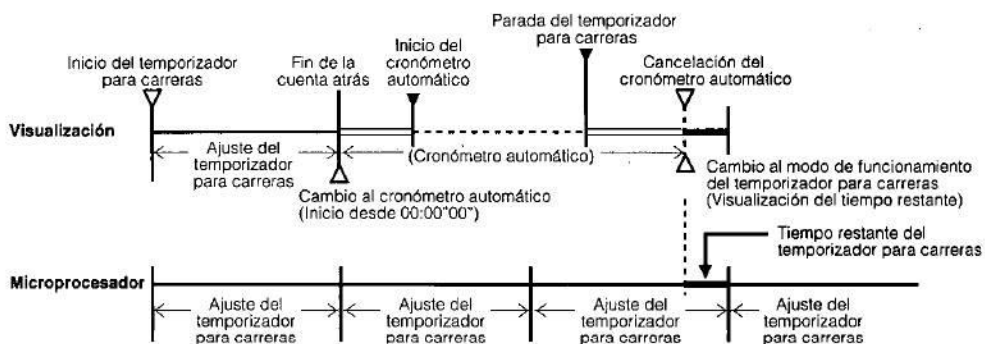 Parada del temporizador
para carreras
Inicio del temporizador
para carreras
Fin de la
cuenta atrás
Inicio del
cronómetro
automático
Cancelación del
cronómetro automático
Visualización
Ajuste del
temporizador
para carreras
(Cronómetro automático)
Cambio al cronómetro automático
(Inicio desde 00:00"00")
Cambio al modo de funcionamiento
del temporizador para carreras
(Visualización del tiempo restante)
Tiempo restante del
temporizador para carreras
Microprocesador
Ajuste del
temporizador
para carreras
Ajuste del
temporizador
para carreras
Ajuste del
temporizador
para carreras
Ajuste del
temporizador
para carreras